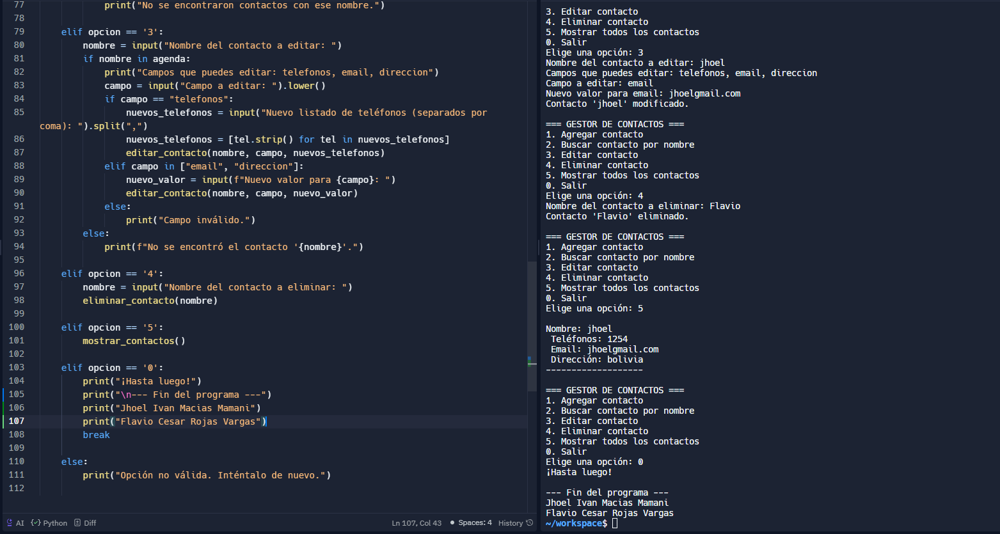 77 print("No se encontraron contactos con ese nombre.")
78
79 elif opcion == '3':
80 nombre = input("Nombre del contacto a editar: ")
81 if nombre in agenda:
82 print("Campos que puedes editar: telefonos, email, direccion")
83 campo = input("Campo a editar: ").lower()
84 if campo == "telefonos":
85 nuevos_telefonos = input("Nuevo listado de teléfonos (separados por
coma): ").split(",")
86 nuevos_telefonos = [tel.strip() for tel in nuevos_telefonos]
87 editar_contacto(nombre, campo, nuevos_telefonos)
88 elif campo in ["email", "direccion"]:
89 nuevo_valor = input(f"Nuevo valor para {campo}: ")
90 editar_contacto(nombre, campo, nuevo_valor)
91 else:
92 print("Campo inválido.")
93 else:
94 print(f"No se encontró el contacto '{nombre}'.")
95
96 elif opcion == '4':
97 nombre = input("Nombre del contacto a eliminar: ")
98 eliminar_contacto(nombre)
99
100 elif opcion == '5':
101 mostrar_contactos()
102
103 elif opcion == '0':
104 print("¡Hasta luego!")
105 print("\n--- Fin del programa ---")
106 print("Jhoel Ivan Macias Mamani")
107 print("Flavio Cesar Rojas Vargas")
108 break
109
110 else:
111 print("Opción no válida. Inténtalo de nuevo.")
112
AI Python Diff Ln 107, Col 43 Spaces: 4 History
3. Editar contacto
4. Eliminar contacto
5. Mostrar todos los contactos
0. Salir
Elige una opción: 3
Nombre del contacto a editar: jhoel
Campos que puedes editar: telefonos, email, direccion
Campo a editar: email
Nuevo valor para email: jhoelgmail.com
Contacto 'jhoel' modificado.
=== GESTOR DE CONTACTOS ===
1. Agregar contacto
2. Buscar contacto por nombre
3. Editar contacto
4. Eliminar contacto
5. Mostrar todos los contactos
0. Salir
Elige una opción: 4
Nombre del contacto a eliminar: Flavio
Contacto 'Flavio' eliminado.
=== GESTOR DE CONTACTOS ===
1. Agregar contacto
2. Buscar contacto por nombre
3. Editar contacto
4. Eliminar contacto
5. Mostrar todos los contactos
0. Salir
Elige una opción: 5
Nombre: jhoel
Teléfonos: 1254
Email: jhoelgmail.com
Dirección: bolivia
-------------------
=== GESTOR DE CONTACTOS ===
1. Agregar contacto
2. Buscar contacto por nombre
3. Editar contacto
4. Eliminar contacto
5. Mostrar todos los contactos
0. Salir
Elige una opción: 0
¡Hasta luego!
--- Fin del programa ---
Jhoel Ivan Macias Mamani
Flavio Cesar Rojas Vargas
~/workspace$